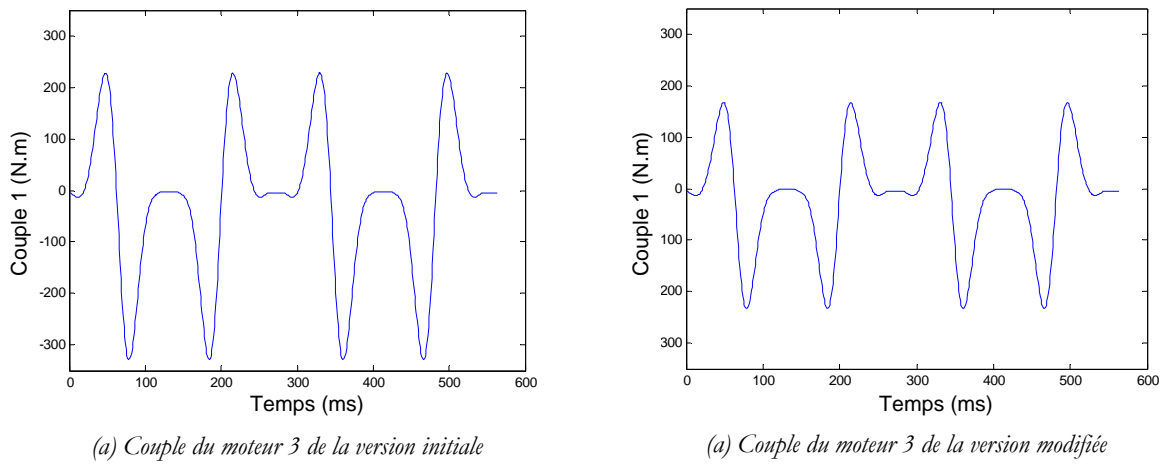 300
200
100
0
-100
-200
-300
0 100 200 300 400 500 600
Couple 1 (N.m)
Temps (ms)
(a) Couple du moteur 3 de la version initiale
300
200
100
0
100
200
300
0 100 200 300 400 500 600
Couple 1 (N.m)
Temps (ms)
(a) Couple du moteur 3 de la version modifiée